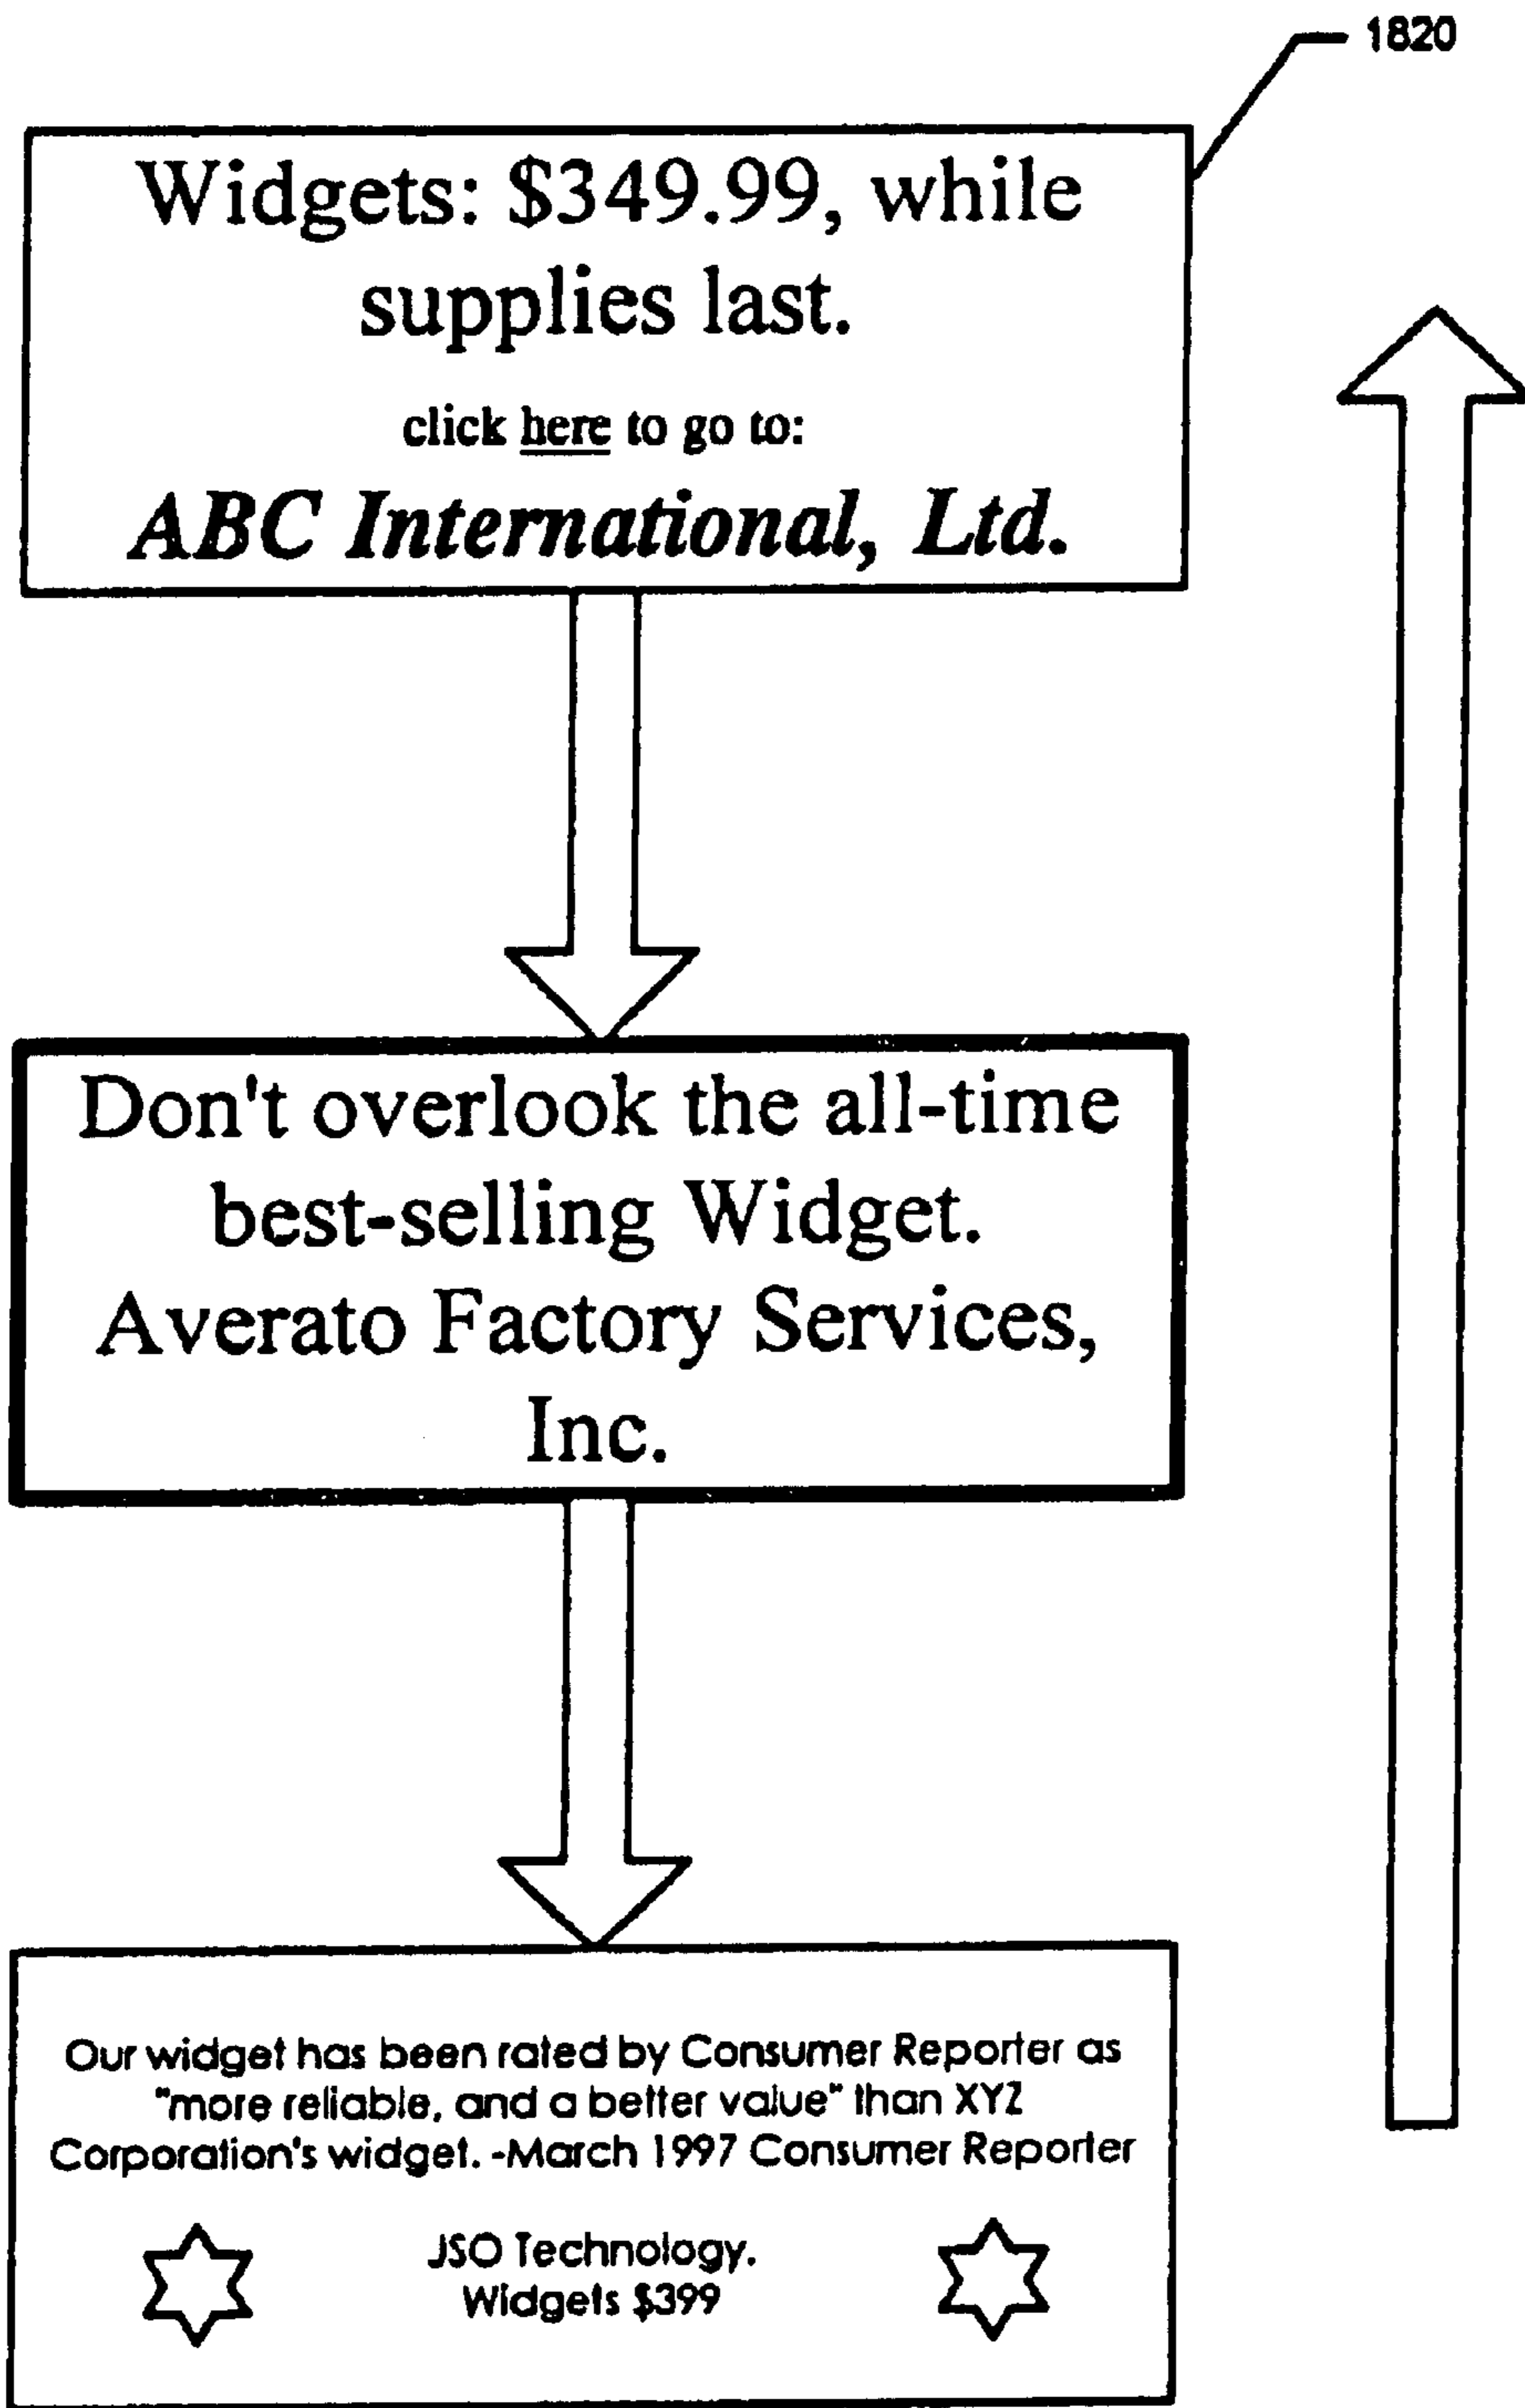 1820
Widgets: $349.99, while
supplies last.
click here to go to:
ABC International, Ltd.
Don't overlook the all-time
best-selling Widget.
Averato Factory Services,
Inc.
Our widget has been rated by Consumer Reporter as
"more reliable, and a better value" than XYZ
Corporation's widget. -March 1997 Consumer Reporter
JSO Technology.
Widgets $399